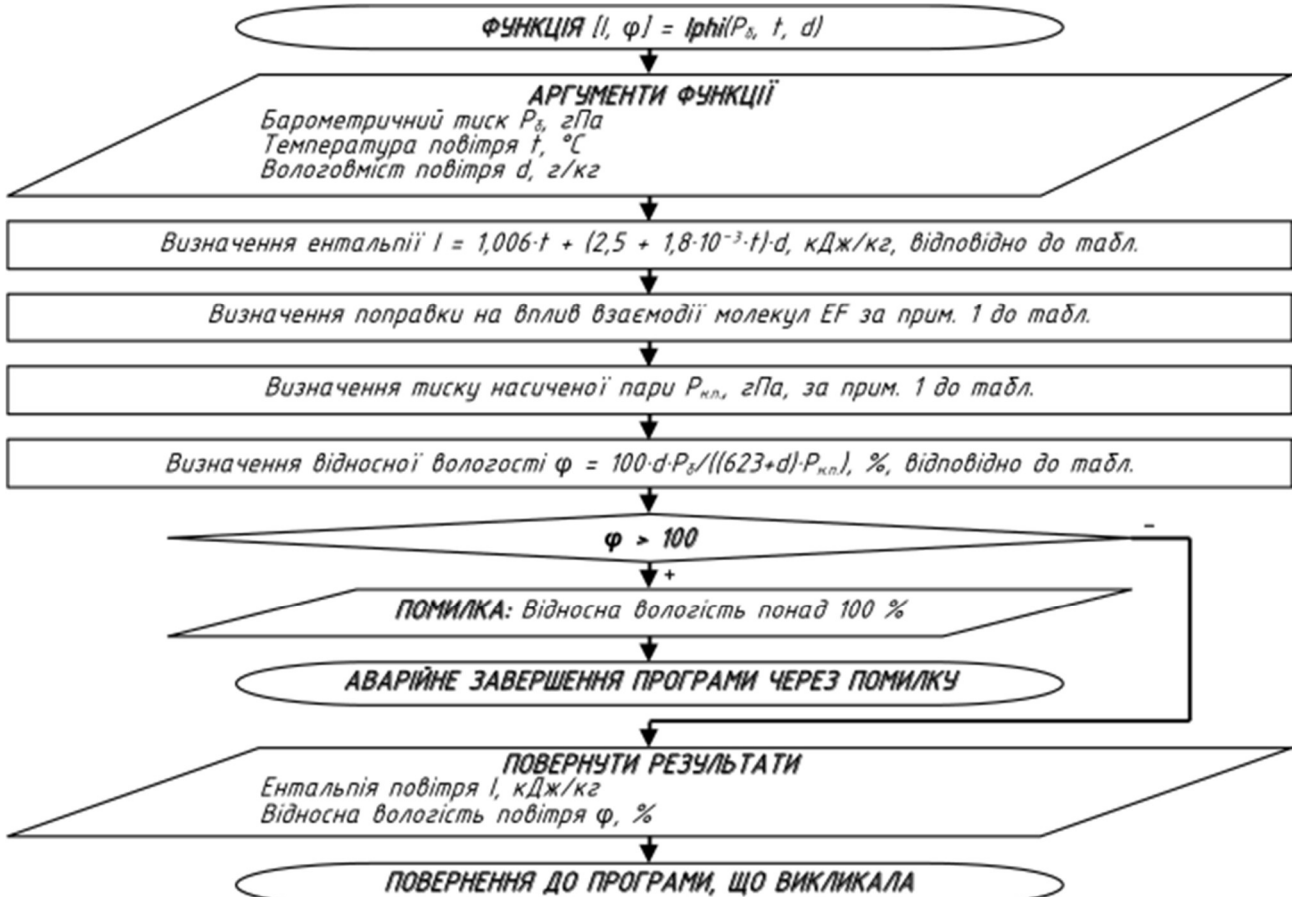 ФУНКЦІЯ [I, φ] = Iphi(Pб, t, d)
АРГУМЕНТИ ФУНКЦІЇ
Барометричний тиск Pб, гПа
Температура повітря t, °C
Вологовміст повітря d, г/кг
Визначення ентальпії I = 1,006·t + (2,5 + 1,8·10⁻³·t)·d, кДж/кг, відповідно до табл.
Визначення поправки на вплив взаємодії молекул EF за прим. 1 до табл.
Визначення тиску насиченої пари Pн.п., гПа, за прим. 1 до табл.
Визначення відносної вологості φ = 100·d·Pб/((623+d)·Pн.п.), %, відповідно до табл.
φ > 100
–
+
ПОМИЛКА: Відносна вологість понад 100 %
АВАРІЙНЕ ЗАВЕРШЕННЯ ПРОГРАМИ ЧЕРЕЗ ПОМИЛКУ
ПОВЕРНУТИ РЕЗУЛЬТАТИ
Ентальпія повітря I, кДж/кг
Відносна вологість повітря φ, %
ПОВЕРНЕННЯ ДО ПРОГРАМИ, ЩО ВИКЛИКАЛА